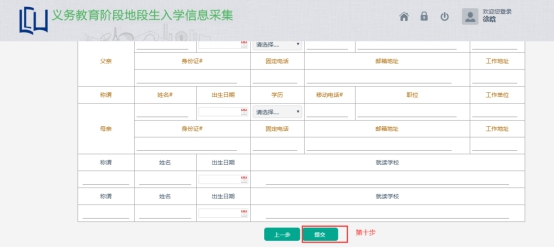 义务教育阶段地段生入学信息采集
欢迎您登录
请选择...
父亲 身份证# 固定电话 邮箱地址 工作地址
称谓 姓名# 出生日期 学历 移动电话# 职位 工作单位
请选择...
母亲 身份证# 固定电话 邮箱地址 工作地址
称谓 姓名 出生日期 就读学校
称谓 姓名 出生日期 就读学校
上一步 提交 第十步